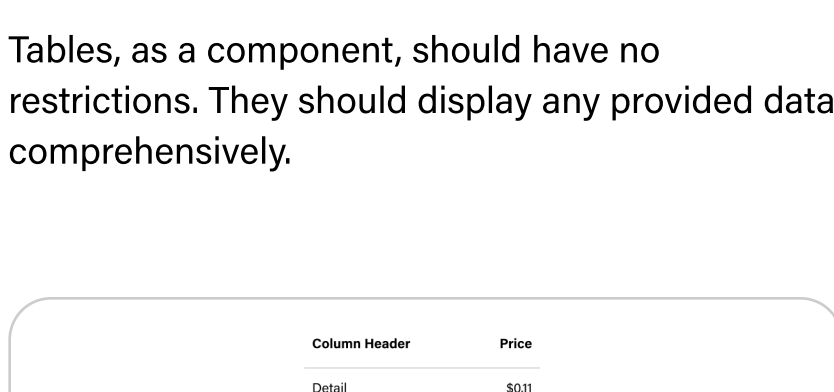 Tables, as a component, should have no
restrictions. They should display any provided data
comprehensively.
Column Header Price
Detail $0.11